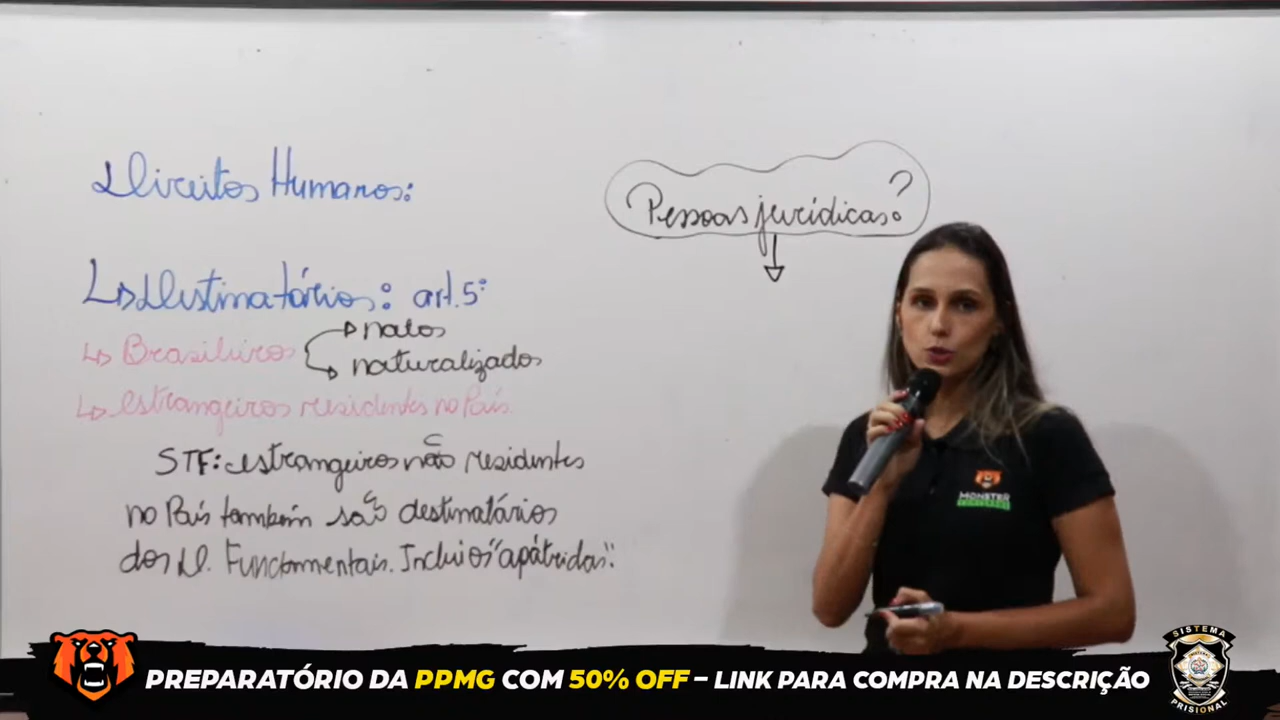 Direitos Humanos:
Pessoas jurídicas?
↳ Destinatários: art. 5º
↳ Brasileiros
natos
naturalizados
↳ estrangeiros residentes no País.
STF: estrangeiros não residentes
no País também são destinatários
dos D. Fundamentais. Inclui os "apátridas".
MONSTER
CONCURSOS
PREPARATÓRIO DA PPMG COM 50% OFF – LINK PARA COMPRA NA DESCRIÇÃO
SISTEMA
PRISIONAL